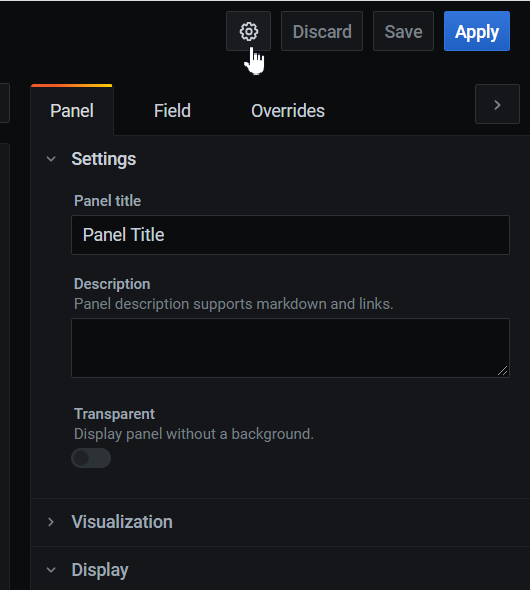 Discard Save Apply
Panel Field Overrides
Settings
Panel title
Panel Title
Description
Panel description supports markdown and links.
Transparent
Display panel without a background.
Visualization
Display